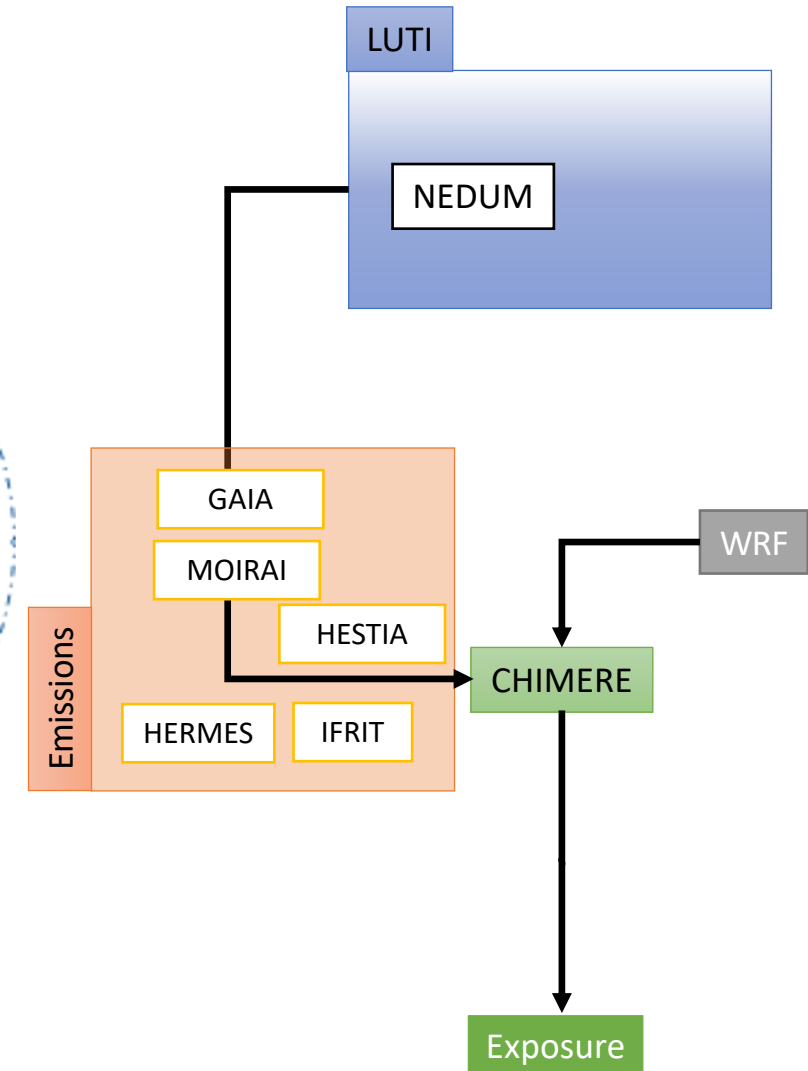 LUTI
NEDUM
GAIA
MOIRAI
WRF
HESTIA
Emissions
CHIMERE
HERMES
IFRIT
Exposure